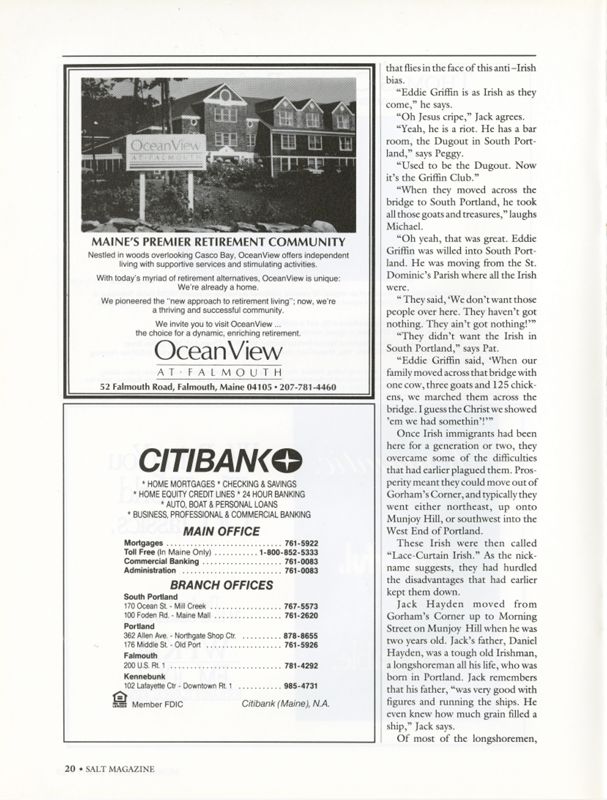 OceanView
AT·FALMOUTH
MAINE'S PREMIER RETIREMENT COMMUNITY
Nestled in woods overlooking Casco Bay, OceanView offers independent
living with supportive services and stimulating activities.
With today's myriad of retirement alternatives, OceanView is unique:
We're already a home.
We pioneered the "new approach to retirement living"; now, we're
a thriving and successful community.
We invite you to visit OceanView ...
the choice for a dynamic, enriching retirement.
OceanView
AT·FALMOUTH
52 Falmouth Road, Falmouth, Maine 04105 • 207-781-4460
CITIBANK
* HOME MORTGAGES * CHECKING & SAVINGS
* HOME EQUITY CREDIT LINES * 24 HOUR BANKING
* AUTO, BOAT & PERSONAL LOANS
* BUSINESS, PROFESSIONAL & COMMERCIAL BANKING
MAIN OFFICE
Mortgages .......................... 761-5922
Toll Free (In Maine Only) .......... 1-800-852-5333
Commercial Banking ................. 761-0083
Administration ..................... 761-0083
BRANCH OFFICES
South Portland
170 Ocean St. - Mill Creek ................ 767-5573
100 Foden Rd. - Maine Mall ................ 761-2620
Portland
362 Allen Ave. - Northgate Shop Ctr. ......... 878-8655
176 Middle St. - Old Port ................. 761-5926
Falmouth
200 U.S. Rt. 1 ......................... 781-4292
Kennebunk
102 Lafayette Ctr - Downtown Rt. 1 ........... 985-4731
Member FDIC Citibank (Maine), N.A.
that flies in the face of this anti–Irish
bias.
"Eddie Griffin is as Irish as they
come," he says.
"Oh Jesus cripe," Jack agrees.
"Yeah, he is a riot. He has a bar
room, the Dugout in South Port-
land," says Peggy.
"Used to be the Dugout. Now
it's the Griffin Club."
"When they moved across the
bridge to South Portland, he took
all those goats and treasures," laughs
Michael.
"Oh yeah, that was great. Eddie
Griffin was willed into South Port-
land. He was moving from the St.
Dominic's Parish where all the Irish
were.
" They said, 'We don't want those
people over here. They haven't got
nothing. They ain't got nothing!'"
"They didn't want the Irish in
South Portland," says Pat.
"Eddie Griffin said, 'When our
family moved across that bridge with
one cow, three goats and 125 chick-
ens, we marched them across the
bridge. I guess the Christ we showed
'em we had somethin'!'"
Once Irish immigrants had been
here for a generation or two, they
overcame some of the difficulties
that had earlier plagued them. Pros-
perity meant they could move out of
Gorham's Corner, and typically they
went either northeast, up onto
Munjoy Hill, or southwest into the
West End of Portland.
These Irish were then called
"Lace-Curtain Irish." As the nick-
name suggests, they had hurdled
the disadvantages that had earlier
kept them down.
Jack Hayden moved from
Gorham's Corner up to Morning
Street on Munjoy Hill when he was
two years old. Jack's father, Daniel
Hayden, was a tough old Irishman,
a longshoreman all his life, who was
born in Portland. Jack remembers
that his father, "was very good with
figures and running the ships. He
even knew how much grain filled a
ship," Jack says.
Of most of the longshoremen,
20 • SALT MAGAZINE